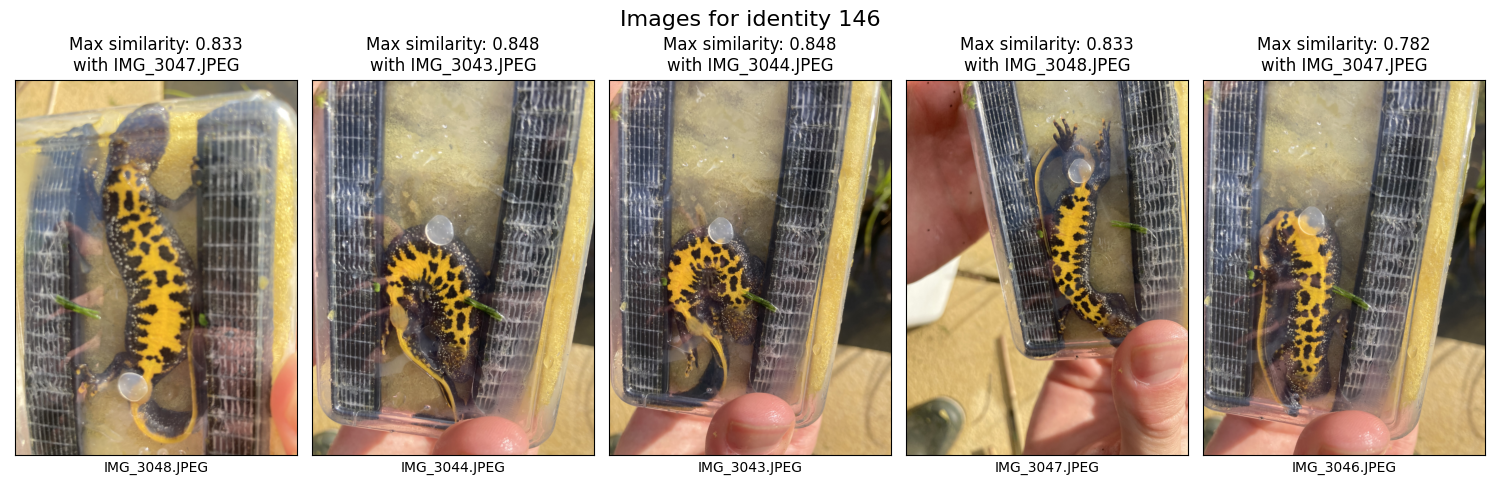 Images for identity 146
Max similarity: 0.833
with IMG_3047.JPEG
Max similarity: 0.848
with IMG_3043.JPEG
Max similarity: 0.848
with IMG_3044.JPEG
Max similarity: 0.833
with IMG_3048.JPEG
Max similarity: 0.782
with IMG_3047.JPEG
IMG_3048.JPEG
IMG_3044.JPEG
IMG_3043.JPEG
IMG_3047.JPEG
IMG_3046.JPEG